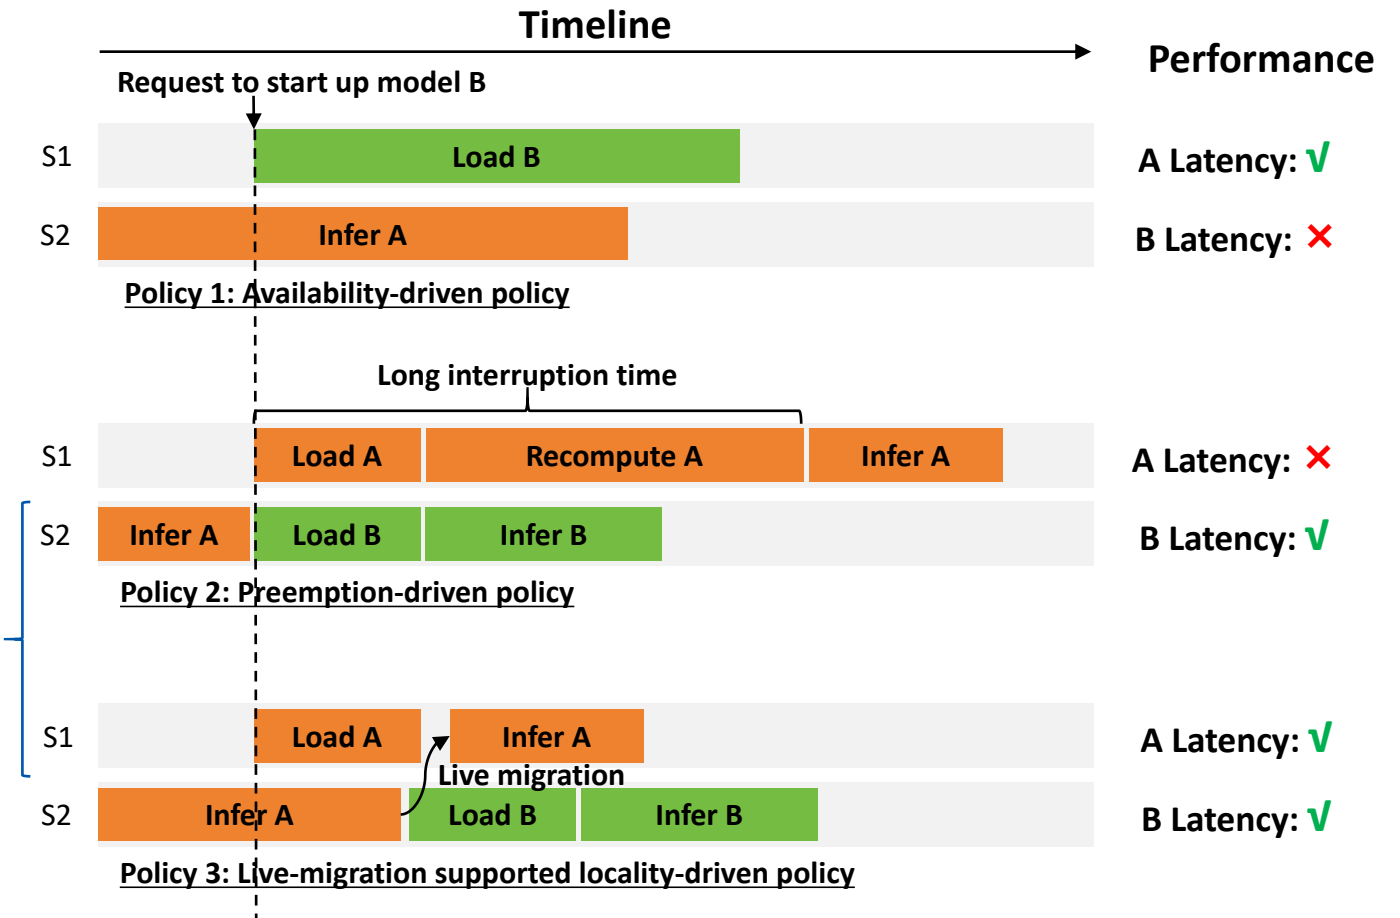 Timeline
Performance
Request to start up model B
S1
Load B
A Latency: √
S2
Infer A
B Latency: ×
Policy 1: Availability-driven policy
Long interruption time
S1
Load A
Recompute A
Infer A
A Latency: ×
S2
Infer A
Load B
Infer B
B Latency: √
Policy 2: Preemption-driven policy
S1
Load A
Infer A
A Latency: √
Live migration
S2
Infer A
Load B
Infer B
B Latency: √
Policy 3: Live-migration supported locality-driven policy